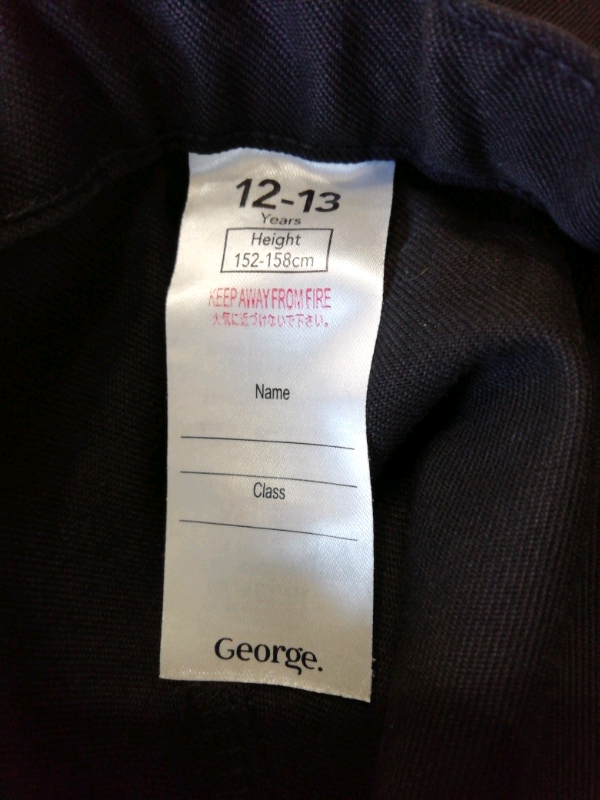 12-13
Years
Height
152-158cm
KEEP AWAY FROM FIRE
火気に近づけないで下さい。
Name
Class
George.